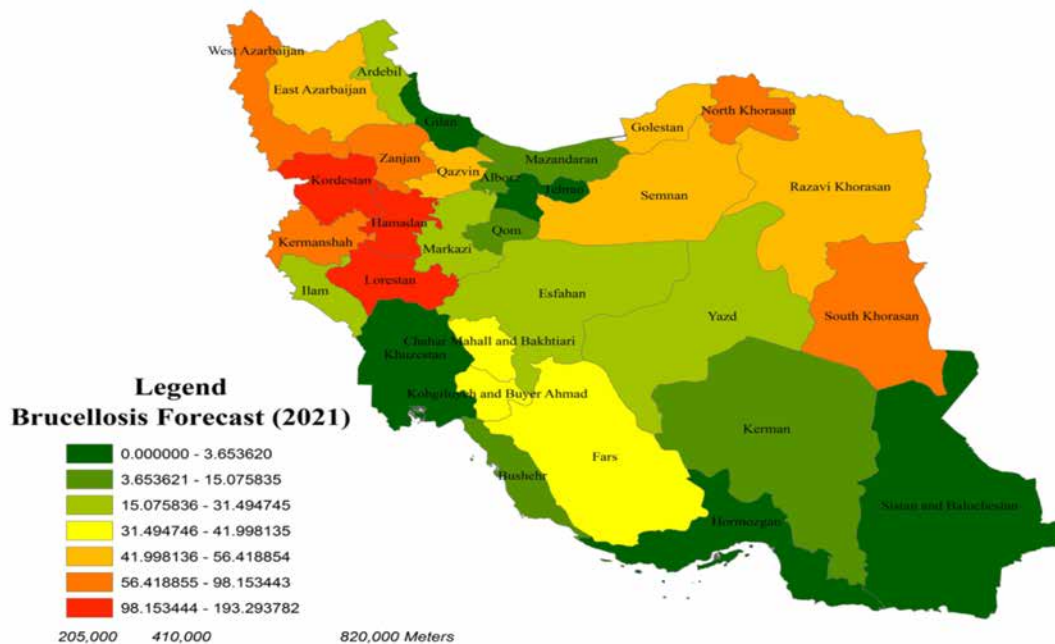 West Azarbaijan
Ardebil
East Azarbaijan
Gilan
North Khorasan
Golestan
Zanjan
Mazandaran
Qazvin
Alborz
Kordestan
Tehran
Semnan
Razavi Khorasan
Hamadan
Qom
Kermanshah
Markazi
Lorestan
Ilam
Esfahan
Yazd
South Khorasan
Chahar Mahall and Bakhtiari
Khuzestan
Kohgiluyeh and Buyer Ahmad
Kerman
Fars
Bushehr
Sistan and Balochestan
Hormozgan
Legend
Brucellosis Forecast (2021)
0.000000 - 3.653620
3.653621 - 15.075835
15.075836 - 31.494745
31.494746 - 41.998135
41.998136 - 56.418854
56.418855 - 98.153443
98.153444 - 193.293782
205,000 410,000 820,000 Meters